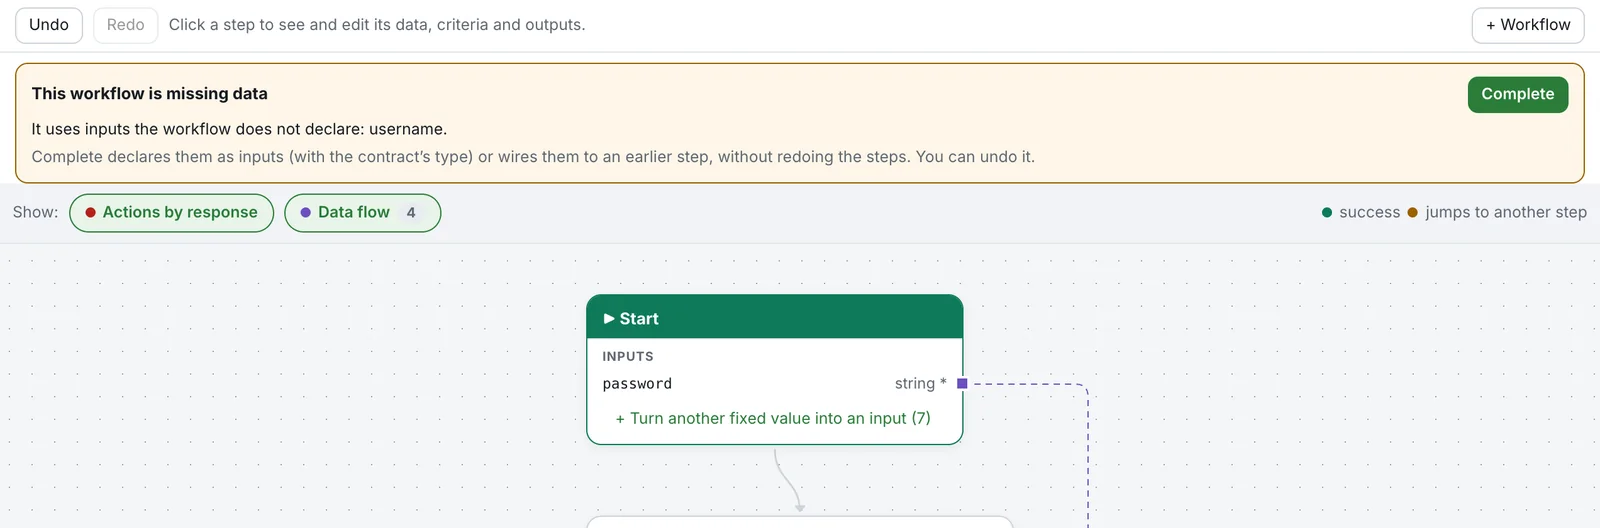 Undo
Redo
Click a step to see and edit its data, criteria and outputs.
+ Workflow
This workflow is missing data
Complete
It uses inputs the workflow does not declare: username.
Complete declares them as inputs (with the contract’s type) or wires them to an earlier step, without redoing the steps. You can undo it.
Show:
Actions by response
Data flow 4
success
jumps to another step
Start
INPUTS
password string *
+ Turn another fixed value into an input (7)